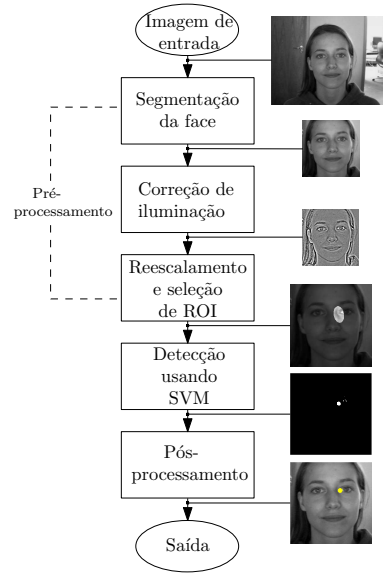 Imagem de
entrada
Segmentação
da face
Pré-
processamento
Correção de
iluminação
Reescalamento
e seleção
de ROI
Detecção
usando
SVM
Pós-
processamento
Saída